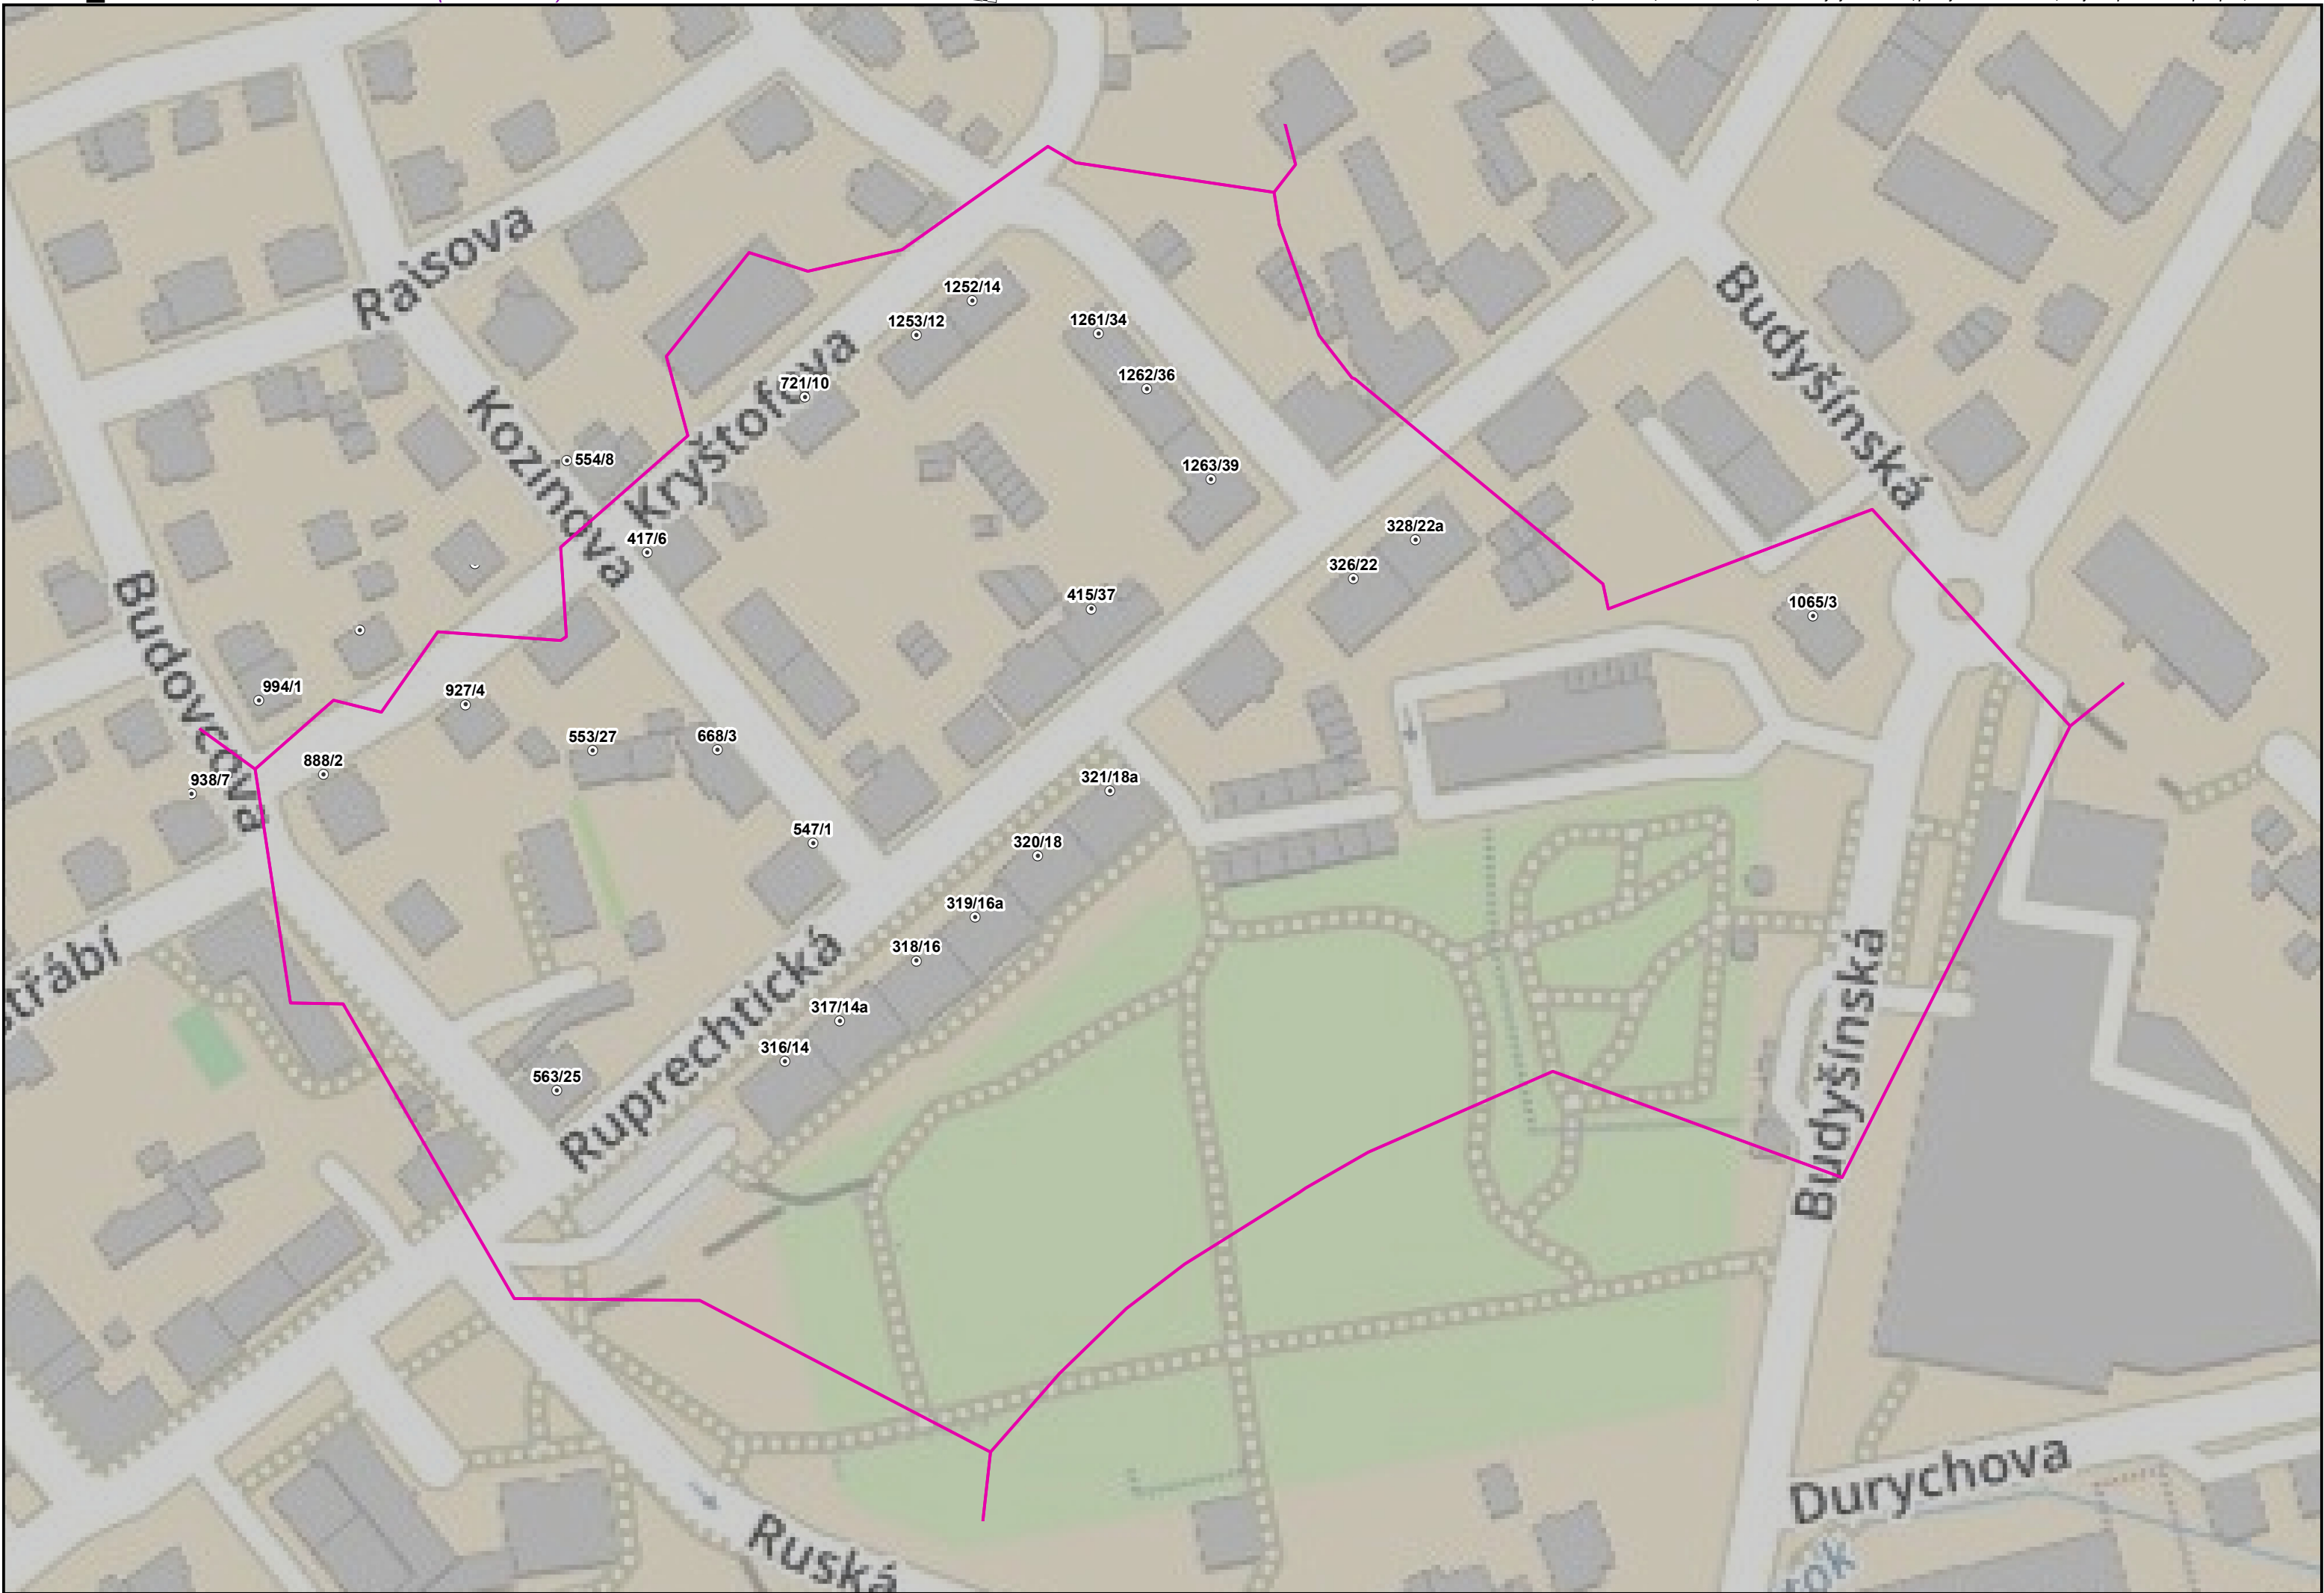 Raisova
Budyšínská
1252/14
1253/12
1261/34
1262/36
721/10
Kryštofova
Kozinova
554/8
1263/39
417/6
328/22a
326/22
415/37
1065/3
Budovcova
994/1
927/4
553/27
668/3
888/2
938/7
321/18a
547/1
320/18
319/16a
318/16
317/14a
316/14
563/25
střábí
Ruprechtická
Budyšínská
Durychova
Ruská
tok